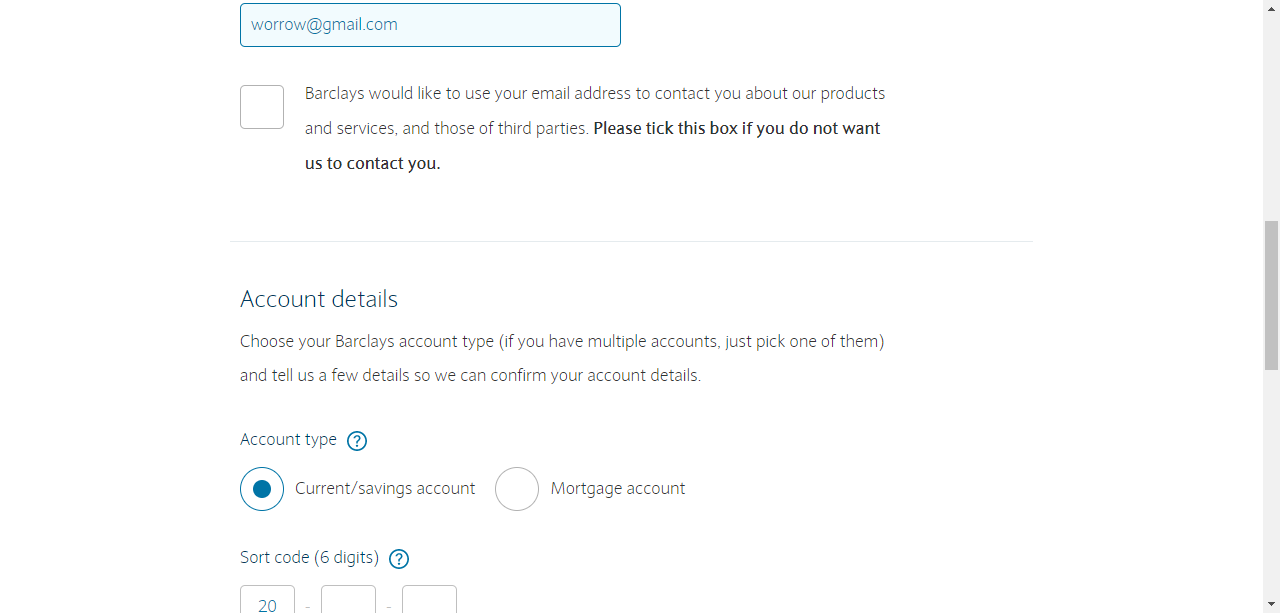 worrow@gmail.com
Barclays would like to use your email address to contact you about our products
and services, and those of third parties. Please tick this box if you do not want
us to contact you.
Account details
Choose your Barclays account type (if you have multiple accounts, just pick one of them)
and tell us a few details so we can confirm your account details.
Account type ?
Current/savings account Mortgage account
Sort code (6 digits) ?
20 - -